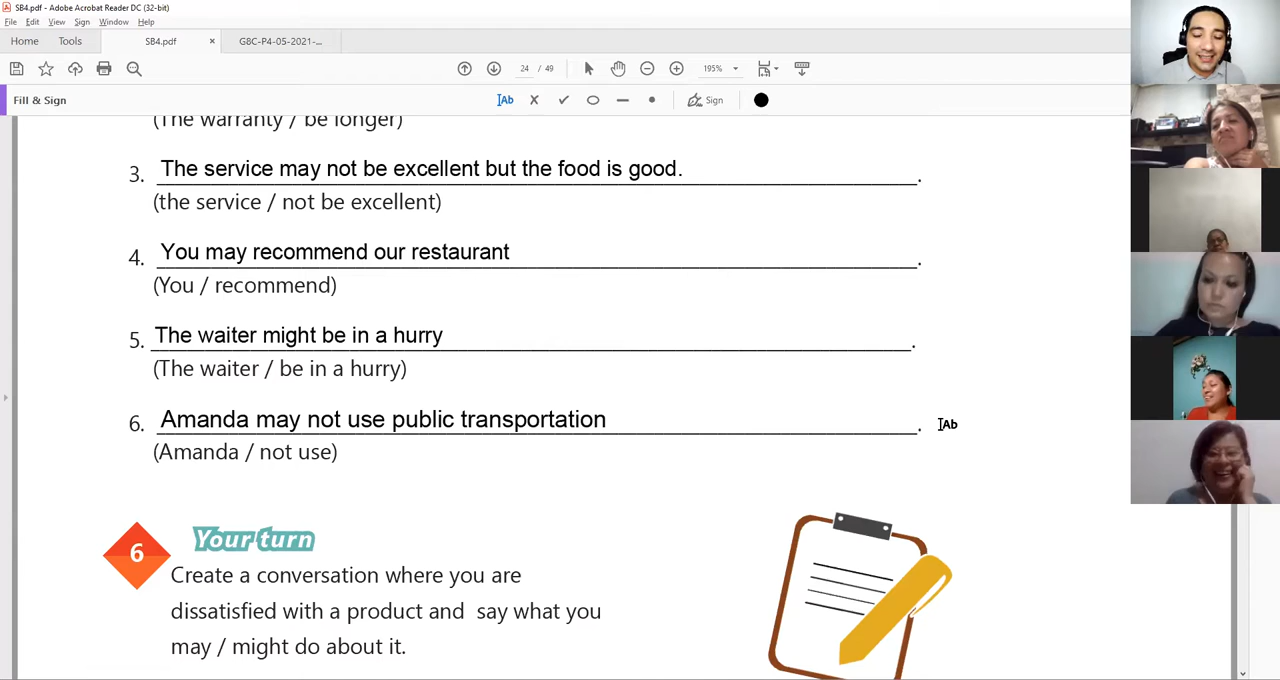 SB4.pdf - Adobe Acrobat Reader DC (32-bit)
File Edit View Sign Window Help
Home Tools SB4.pdf × GBC-P4-05-2021-...
24 / 49 195%
Fill & Sign Ab Sign
(The warranty / be longer)
3. The service may not be excellent but the food is good. .
(the service / not be excellent)
4. You may recommend our restaurant .
(You / recommend)
5. The waiter might be in a hurry .
(The waiter / be in a hurry)
6. Amanda may not use public transportation . Ab
(Amanda / not use)
6 Your turn
Create a conversation where you are
dissatisfied with a product and say what you
may / might do about it.